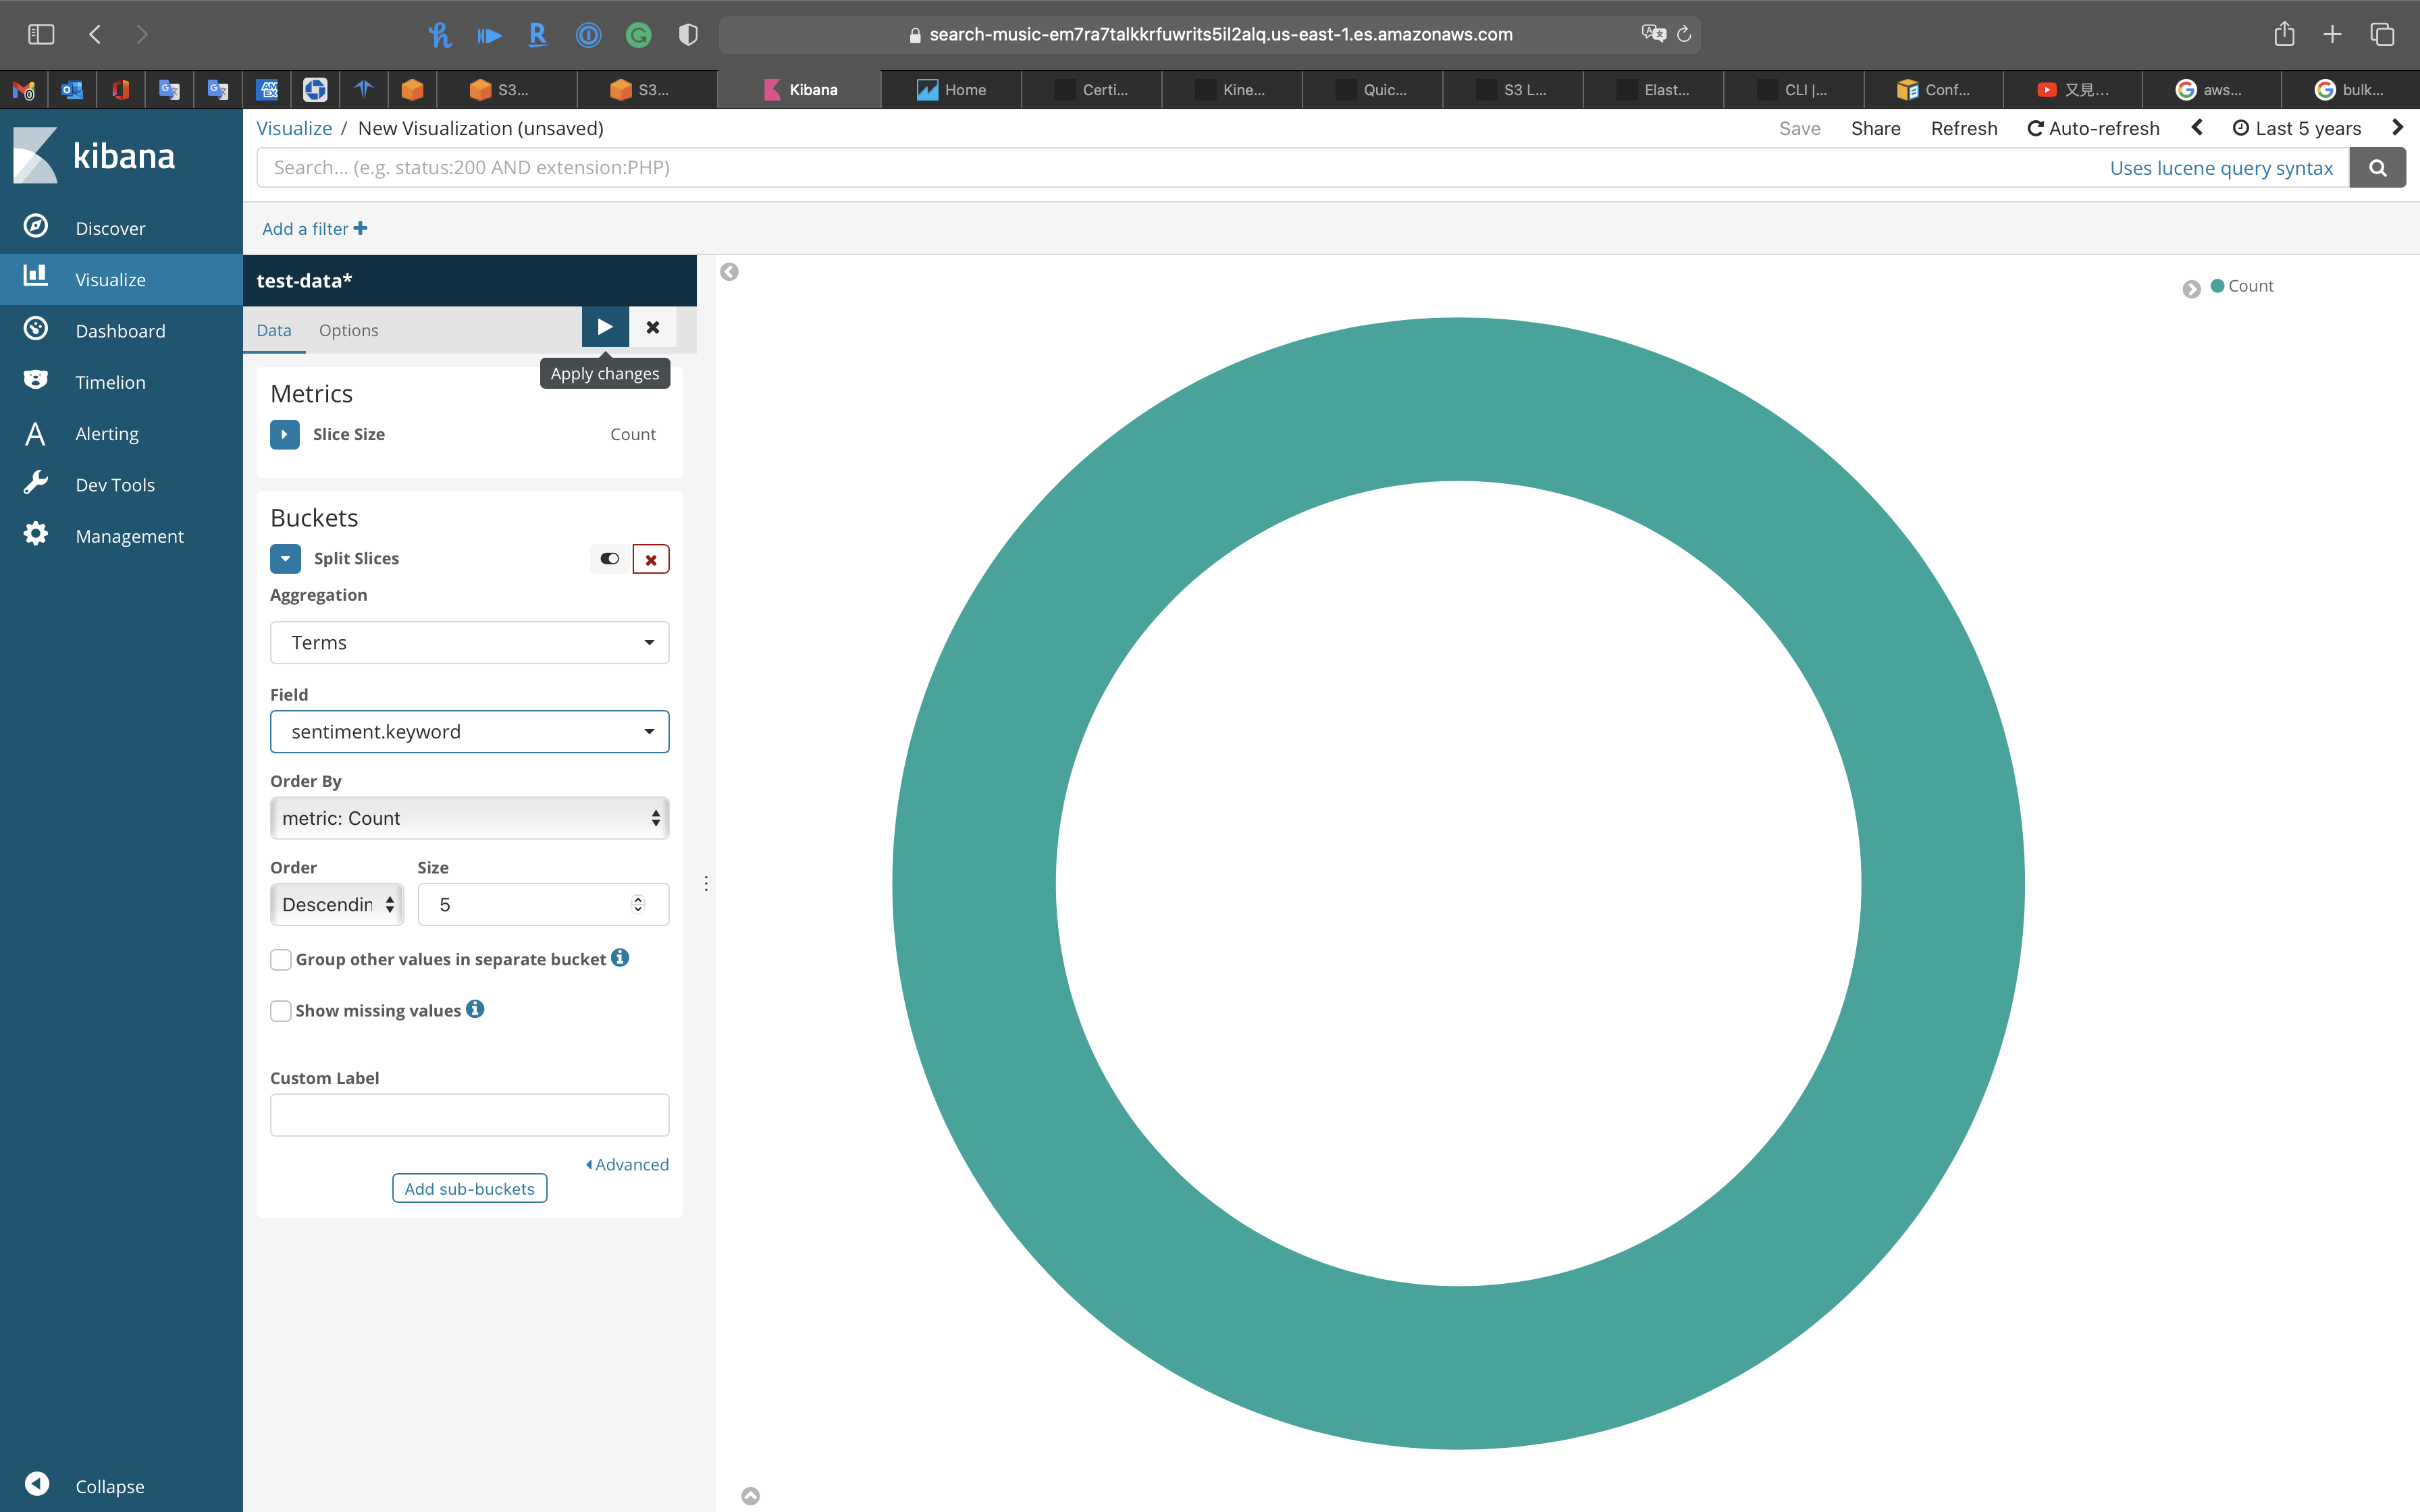 search-music-em7ra7talkkrfuwrits5il2alq.us-east-1.es.amazonaws.com
S3...
S3...
Kibana
Home
Certi...
Kine...
Quic...
S3 L...
Elast...
CLI |...
Conf...
又見...
aws...
bulk...
kibana
Discover
Visualize
Dashboard
Timelion
Alerting
Dev Tools
Management
Collapse
Visualize / New Visualization (unsaved)
Save Share Refresh Auto-refresh Last 5 years
Search... (e.g. status:200 AND extension:PHP)
Uses lucene query syntax
Add a filter
test-data*
Data Options
Apply changes
Metrics
Slice Size Count
Buckets
Split Slices
Aggregation
Terms
Field
sentiment.keyword
Order By
metric: Count
Order Size
Descendin 5
Group other values in separate bucket
Show missing values
Custom Label
Advanced
Add sub-buckets
Count